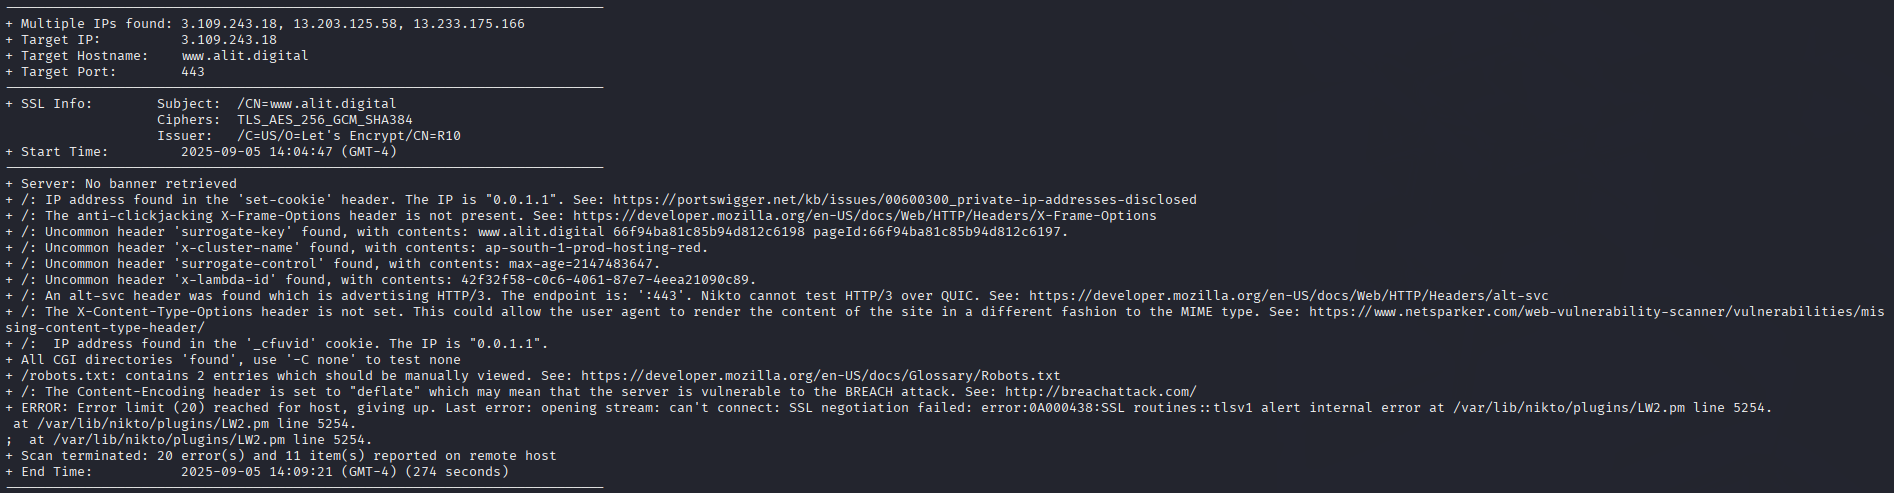 + Multiple IPs found: 3.109.243.18, 13.203.125.58, 13.233.175.166
+ Target IP:          3.109.243.18
+ Target Hostname:    www.alit.digital
+ Target Port:        443
+ SSL Info:        Subject:  /CN=www.alit.digital
                   Ciphers:  TLS_AES_256_GCM_SHA384
                   Issuer:   /C=US/O=Let's Encrypt/CN=R10
+ Start Time:         2025-09-05 14:04:47 (GMT-4)
+ Server: No banner retrieved
+ /: IP address found in the 'set-cookie' header. The IP is "0.0.1.1". See: https://portswigger.net/kb/issues/00600300_private-ip-addresses-disclosed
+ /: The anti-clickjacking X-Frame-Options header is not present. See: https://developer.mozilla.org/en-US/docs/Web/HTTP/Headers/X-Frame-Options
+ /: Uncommon header 'surrogate-key' found, with contents: www.alit.digital 66f94ba81c85b94d812c6198 pageId:66f94ba81c85b94d812c6197.
+ /: Uncommon header 'x-cluster-name' found, with contents: ap-south-1-prod-hosting-red.
+ /: Uncommon header 'surrogate-control' found, with contents: max-age=2147483647.
+ /: Uncommon header 'x-lambda-id' found, with contents: 42f32f58-c0c6-4061-87e7-4eea21090c89.
+ /: An alt-svc header was found which is advertising HTTP/3. The endpoint is: ':443'. Nikto cannot test HTTP/3 over QUIC. See: https://developer.mozilla.org/en-US/docs/Web/HTTP/Headers/alt-svc
+ /: The X-Content-Type-Options header is not set. This could allow the user agent to render the content of the site in a different fashion to the MIME type. See: https://www.netsparker.com/web-vulnerability-scanner/vulnerabilities/mis
sing-content-type-header/
+ /:  IP address found in the '_cfuvid' cookie. The IP is "0.0.1.1".
+ All CGI directories 'found', use '-C none' to test none
+ /robots.txt: contains 2 entries which should be manually viewed. See: https://developer.mozilla.org/en-US/docs/Glossary/Robots.txt
+ /: The Content-Encoding header is set to "deflate" which may mean that the server is vulnerable to the BREACH attack. See: http://breachattack.com/
+ ERROR: Error limit (20) reached for host, giving up. Last error: opening stream: can't connect: SSL negotiation failed: error:0A000438:SSL routines::tlsv1 alert internal error at /var/lib/nikto/plugins/LW2.pm line 5254.
 at /var/lib/nikto/plugins/LW2.pm line 5254.
;  at /var/lib/nikto/plugins/LW2.pm line 5254.
+ Scan terminated: 20 error(s) and 11 item(s) reported on remote host
+ End Time:           2025-09-05 14:09:21 (GMT-4) (274 seconds)